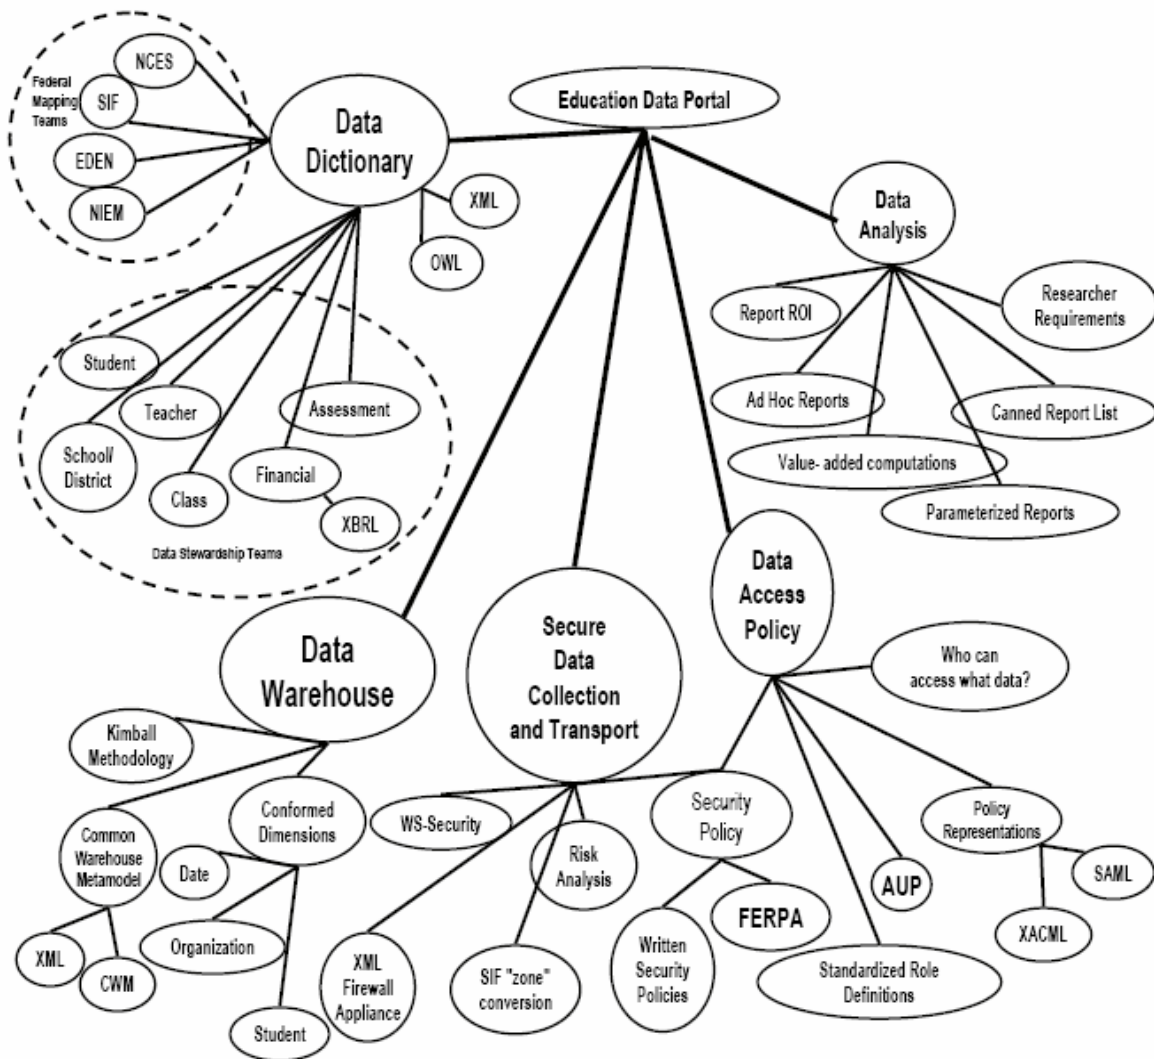 NCES
Federal
Mapping
Teams
SIF
EDEN
NIEM
Data
Dictionary
XML
OWL
Education Data Portal
Data
Analysis
Report ROI
Researcher
Requirements
Ad Hoc Reports
Canned Report List
Value- added computations
Parameterized Reports
Student
Teacher
Assessment
School/
District
Class
Financial
XBRL
Data Stewardship Teams
Data
Warehouse
Secure
Data
Collection
and Transport
Data
Access
Policy
Who can
access what data?
Kimball
Methodology
Conformed
Dimensions
Common
Warehouse
Metamodel
Date
Organization
Student
XML
CWM
WS-Security
Risk
Analysis
XML
Firewall
Appliance
SIF "zone"
conversion
Security
Policy
Written
Security
Policies
FERPA
Policy
Representations
AUP
SAML
XACML
Standardized Role
Definitions